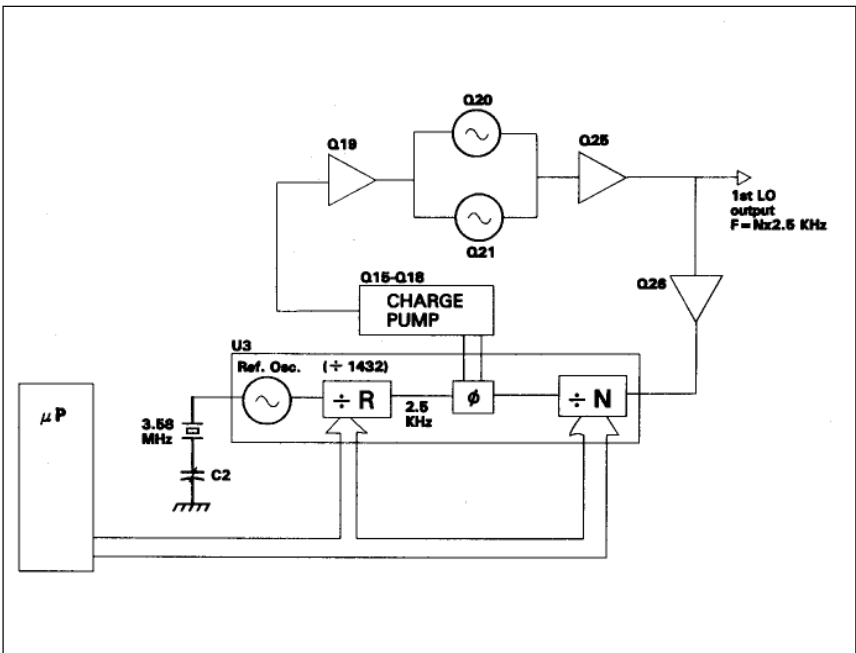 Q20
Q19
Q25
1st LO
output
F=Nx2.5 KHz
Q21
Q26
Q15-Q18
CHARGE
PUMP
U3
Ref. Osc.
(÷ 1432)
÷ R
2.5
KHz
φ
÷ N
μP
3.58
MHz
C2